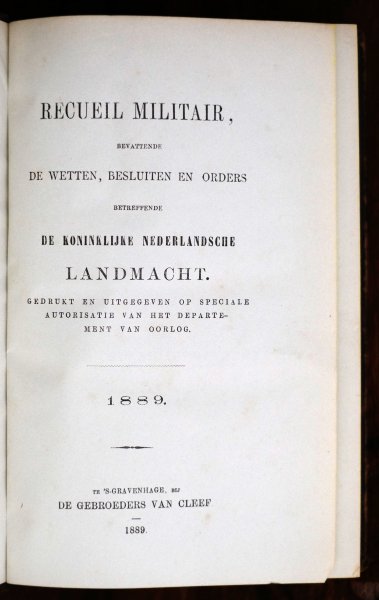 RECUEIL MILITAIR,
BEVATTENDE
DE WETTEN, BESLUITEN EN ORDERS
BETREFFENDE
DE KONINKLIJKE NEDERLANDSCHE
LANDMACHT.
GEDRUKT EN UITGEGEVEN OP SPECIALE
AUTORISATIE VAN HET DEPARTE-
MENT VAN OORLOG.
1889.
TE 'S-GRAVENHAGE, BIJ
DE GEBROEDERS VAN CLEEF
1889.